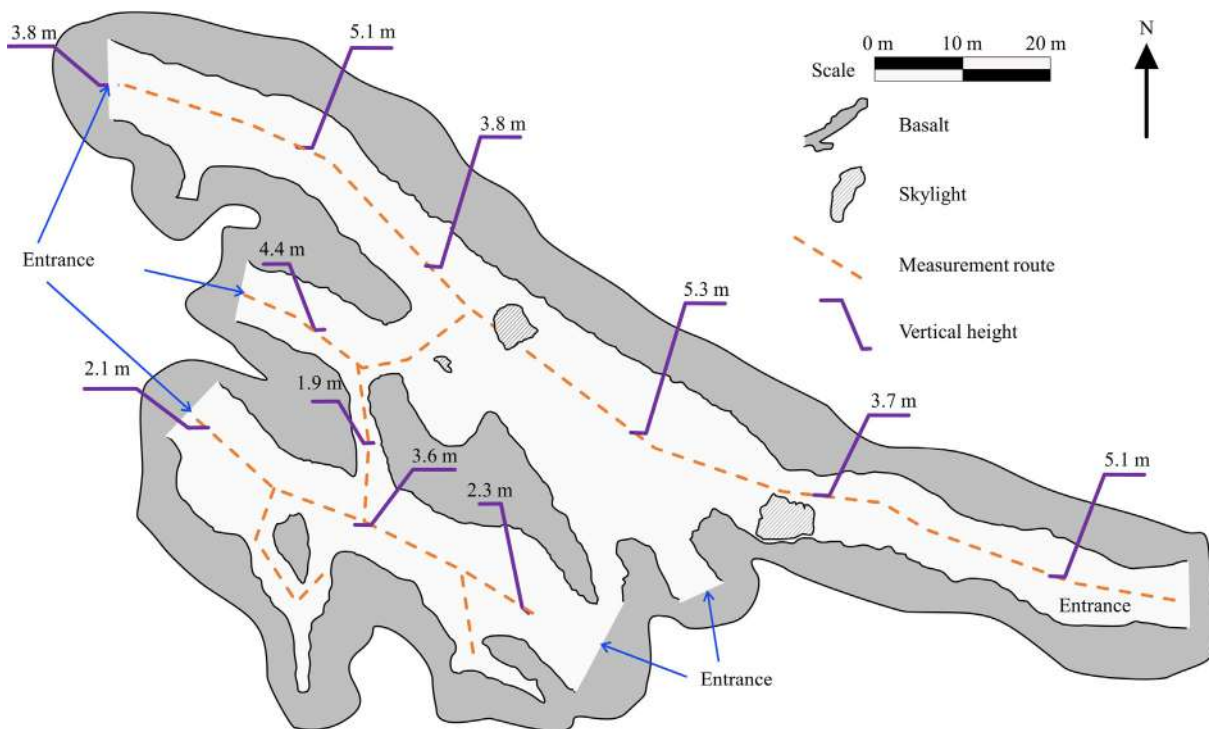 3.8 m
5.1 m
0 m 10 m 20 m
N
Scale
3.8 m
Basalt
Skylight
Entrance
4.4 m
Measurement route
5.3 m
Vertical height
2.1 m
1.9 m
3.7 m
3.6 m
2.3 m
5.1 m
Entrance
Entrance